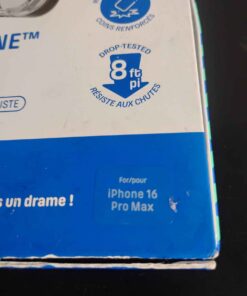 COINS RENFORCÉS
NE™
DROP-TESTED
8 ft
pi
RÉSISTE AUX CHUTES
ISTE
s un drame !
For/pour
iPhone 16
Pro Max